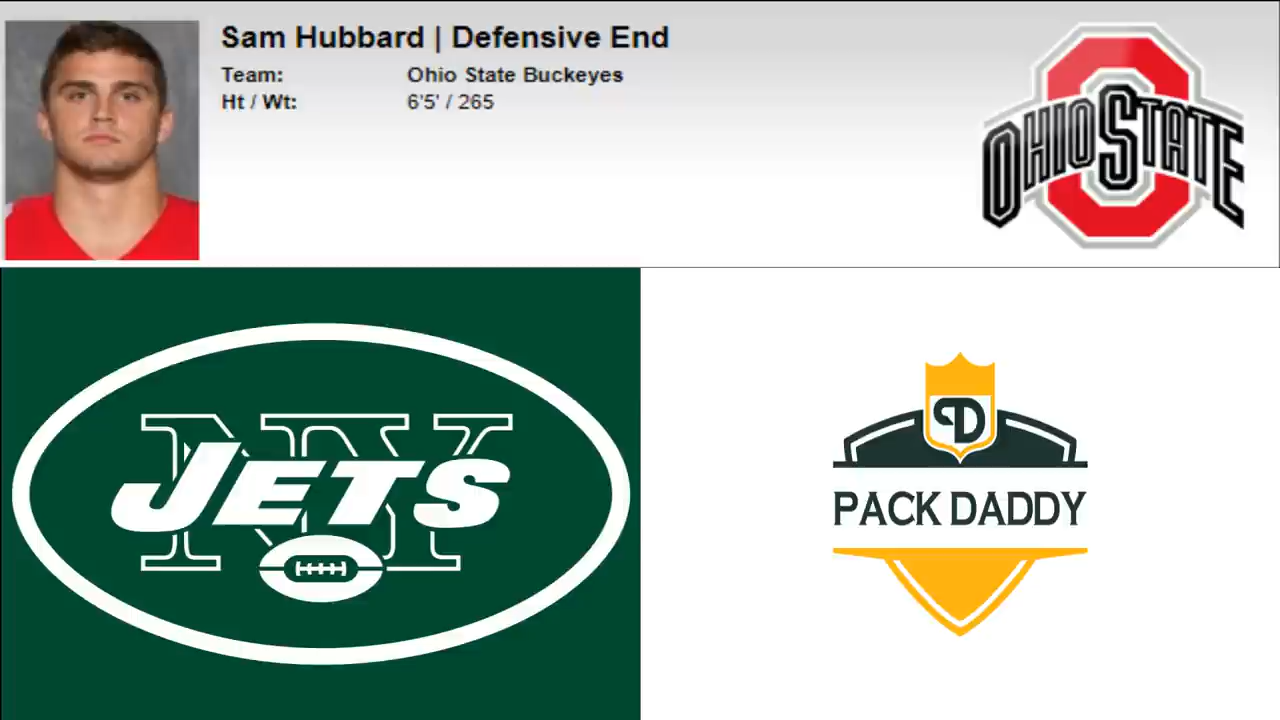 Sam Hubbard | Defensive End
Team: Ohio State Buckeyes
Ht / Wt: 6'5' / 265
OHIO STATE
NY
JETS
PD
PACK DADDY